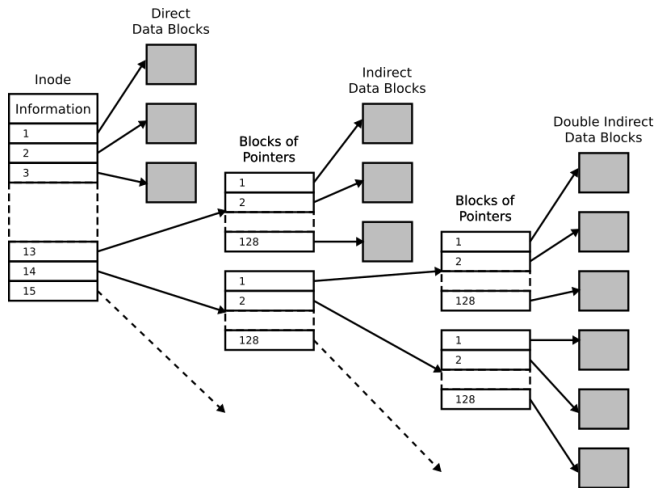 Direct
Data Blocks
Inode
Information
1
2
3
13
14
15
Blocks of
Pointers
1
2
128
1
2
128
Indirect
Data Blocks
Blocks of
Pointers
1
2
128
1
2
128
Double Indirect
Data Blocks